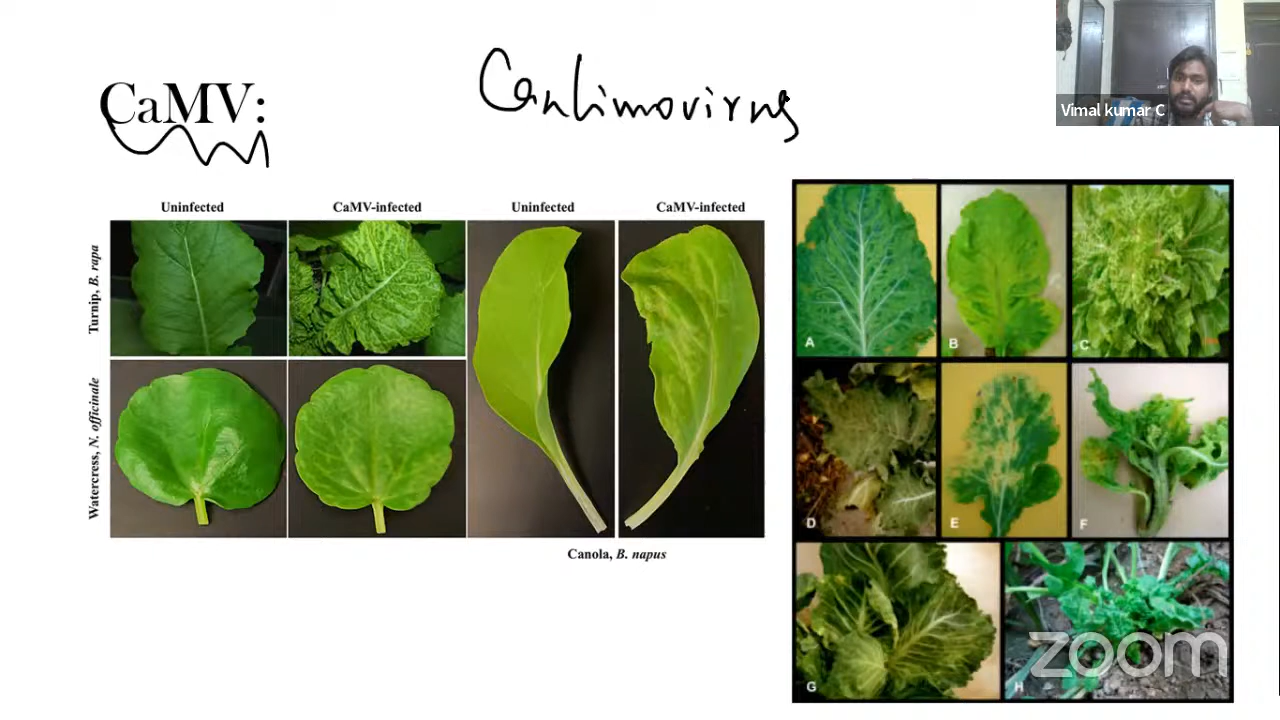 Caulimovirus
Vimal kumar C
CaMV:
Uninfected CaMV-infected Uninfected CaMV-infected
Turnip, B. rapa
Watercress, N. officinale
Canola, B. napus
A B C
D E F
G H
zoom